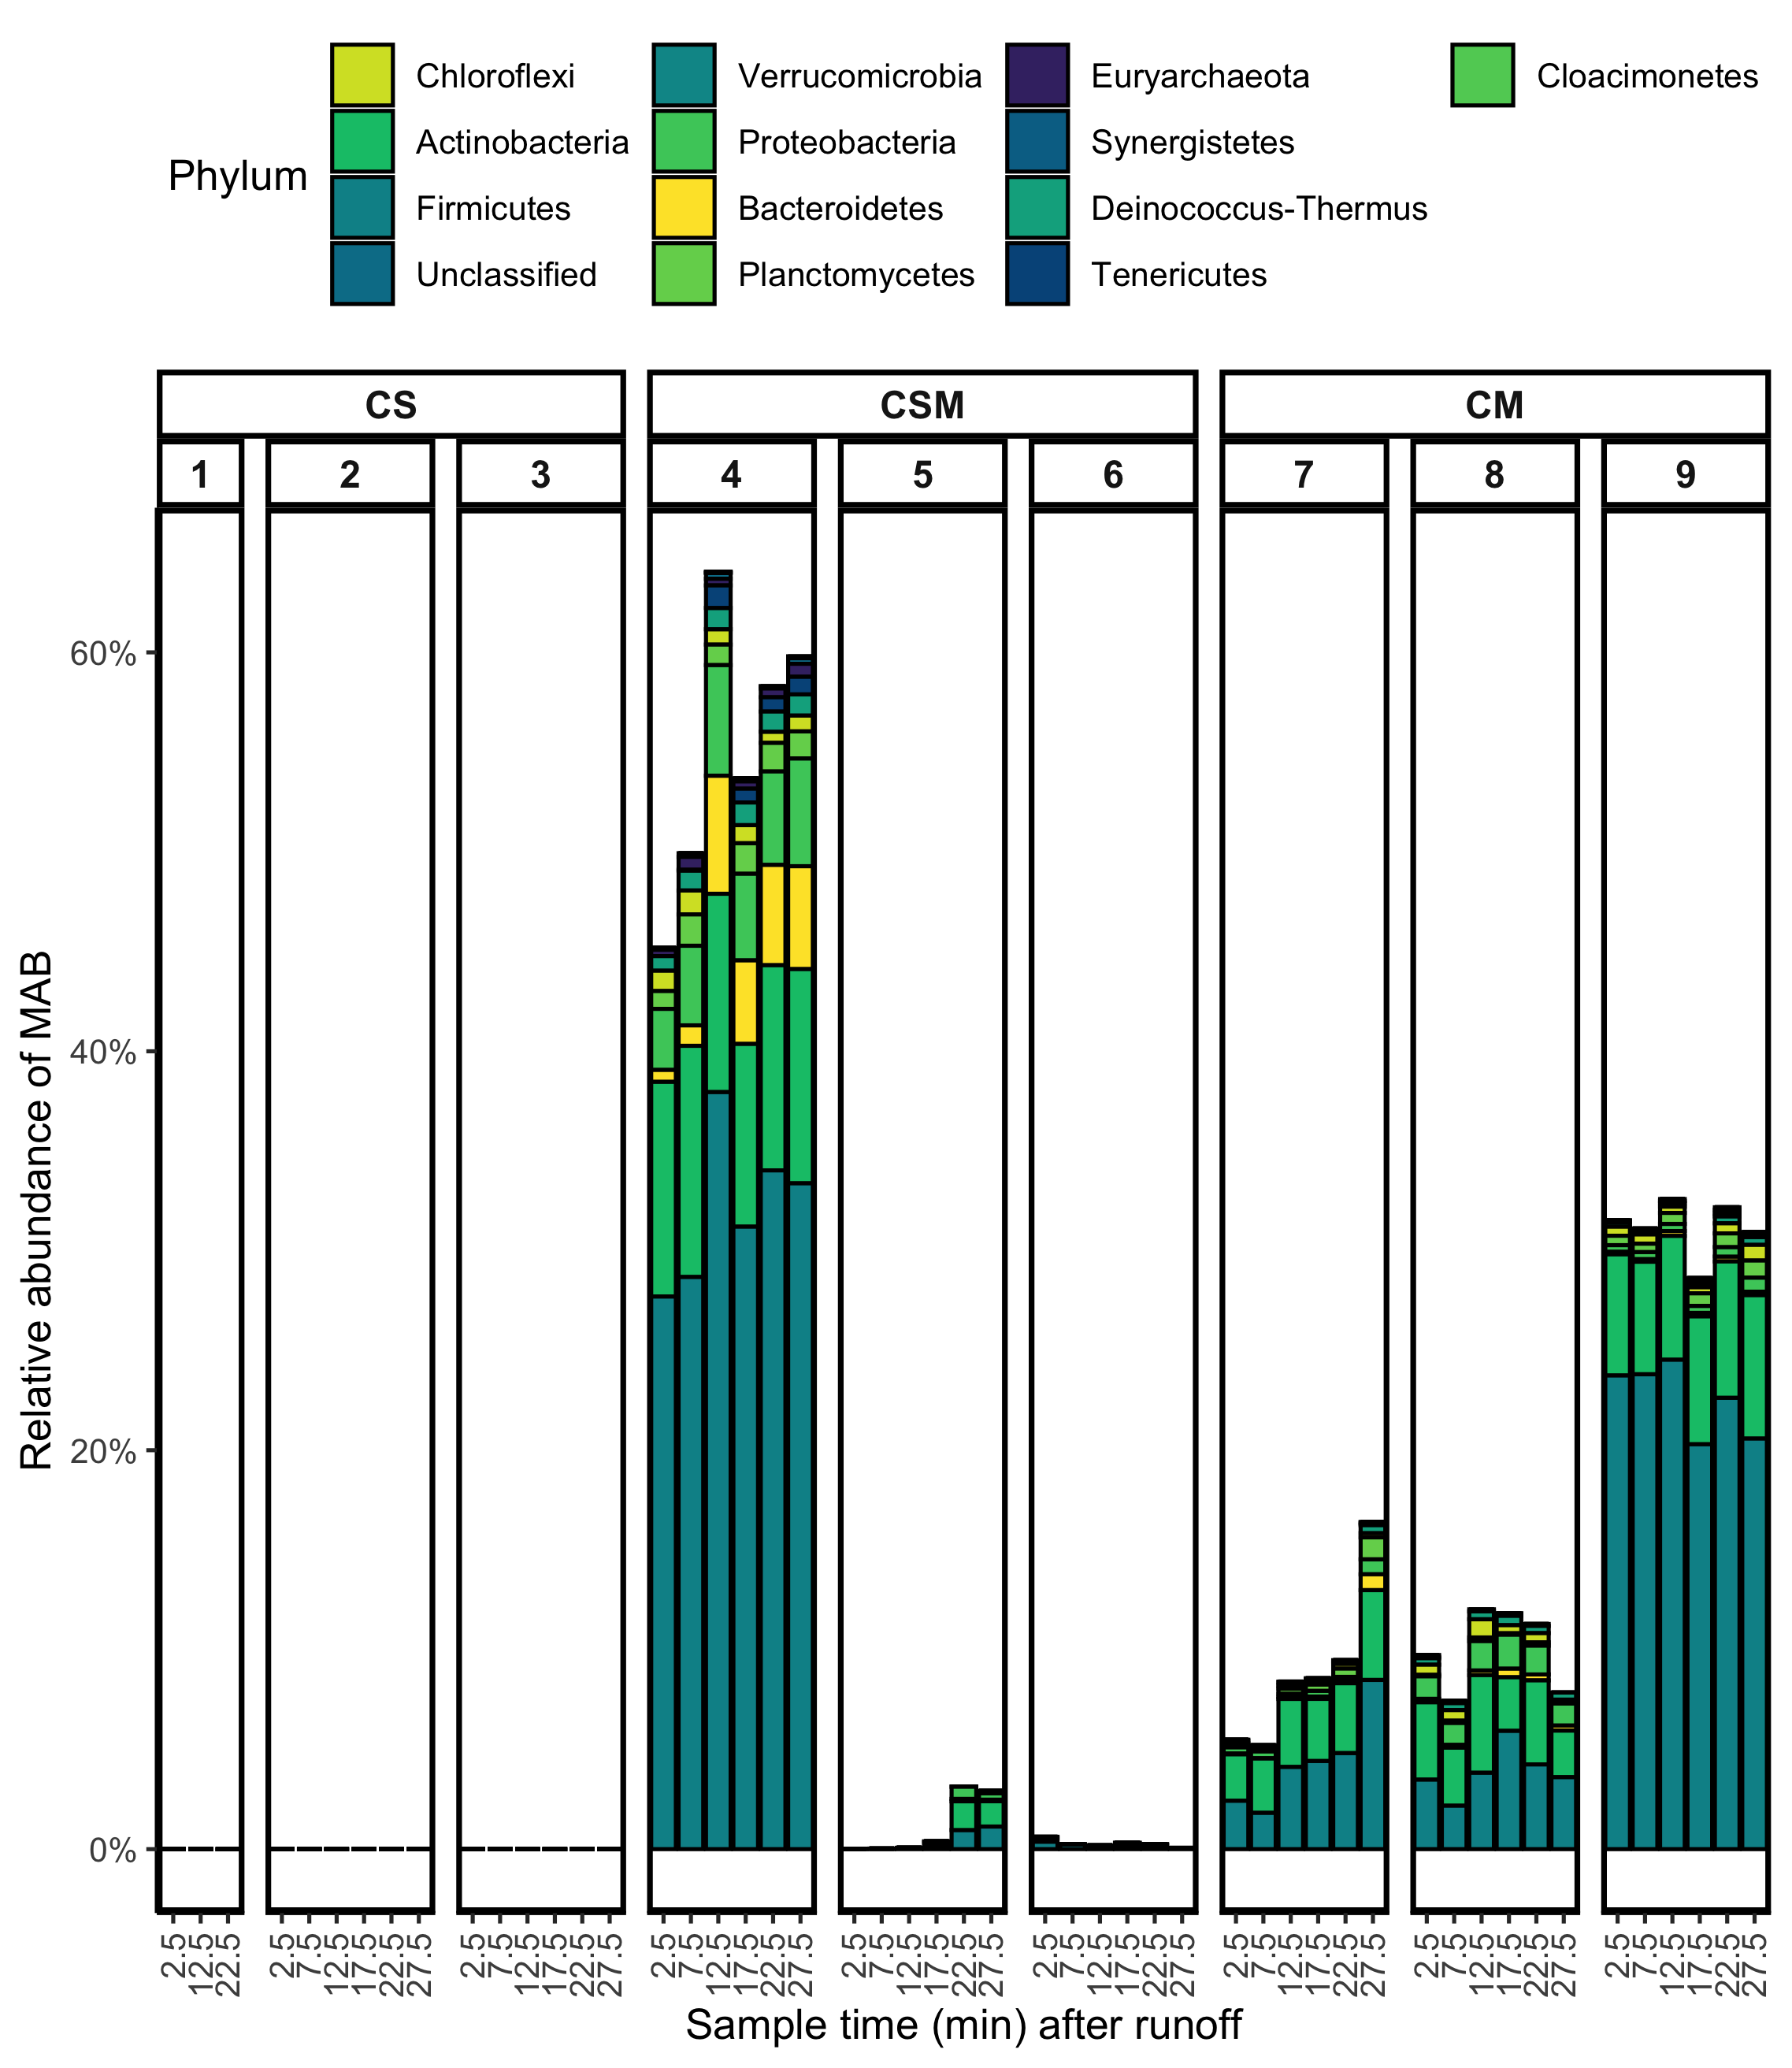 Phylum
Chloroflexi Verrucomicrobia Euryarchaeota Cloacimonetes
Actinobacteria Proteobacteria Synergistetes
Firmicutes Bacteroidetes Deinococcus-Thermus
Unclassified Planctomycetes Tenericutes
CS CSM CM
1 2 3 4 5 6 7 8 9
Relative abundance of MAB
60%
40%
20%
0%
2.5 12.5 22.5 2.5 7.5 12.5 17.5 22.5 27.5 2.5 7.5 12.5 17.5 22.5 27.5 2.5 7.5 12.5 17.5 22.5 27.5 2.5 7.5 12.5 17.5 22.5 27.5 2.5 7.5 12.5 17.5 22.5 27.5 2.5 7.5 12.5 17.5 22.5 27.5 2.5 7.5 12.5 17.5 22.5 27.5 2.5 7.5 12.5 17.5 22.5 27.5
Sample time (min) after runoff